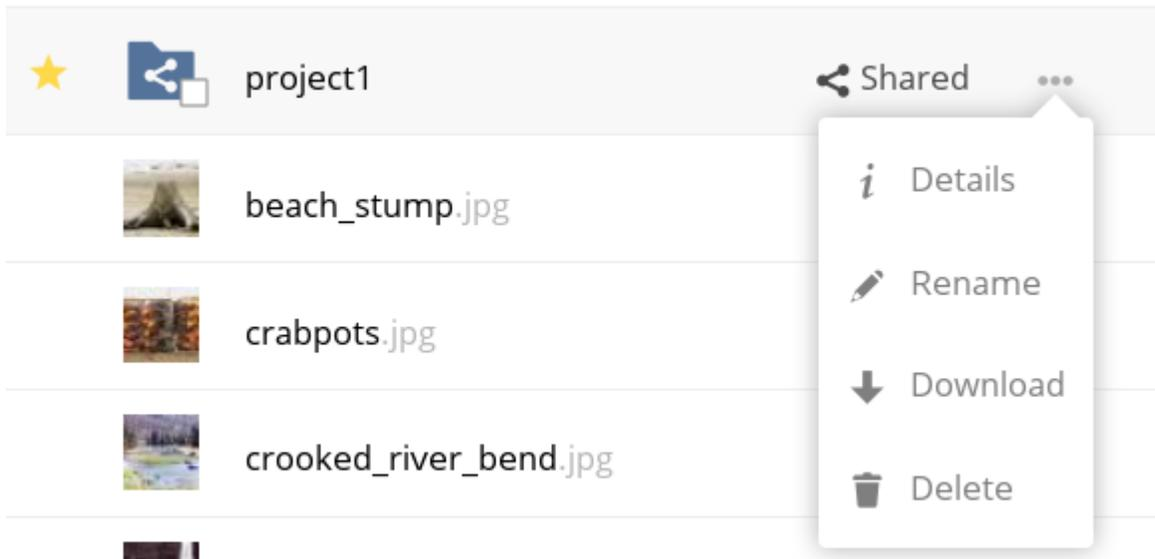 project1
Shared
Details
beach_stump.jpg
Rename
crabpots.jpg
Download
crooked_river_bend.jpg
Delete